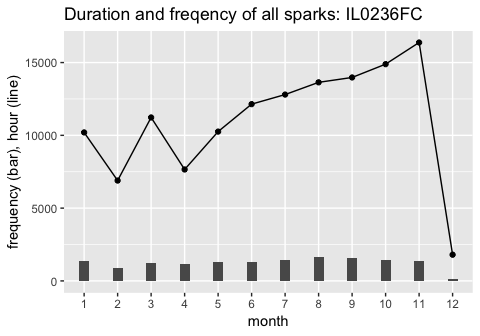 Duration and freqency of all sparks: IL0236FC
frequency (bar), hour (line)
15000
10000
5000
0
1 2 3 4 5 6 7 8 9 10 11 12
month